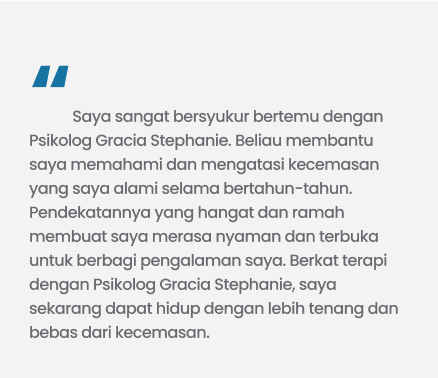 “
Saya sangat bersyukur bertemu dengan
Psikolog Gracia Stephanie. Beliau membantu
saya memahami dan mengatasi kecemasan
yang saya alami selama bertahun-tahun.
Pendekatannya yang hangat dan ramah
membuat saya merasa nyaman dan terbuka
untuk berbagi pengalaman saya. Berkat terapi
dengan Psikolog Gracia Stephanie, saya
sekarang dapat hidup dengan lebih tenang dan
bebas dari kecemasan.